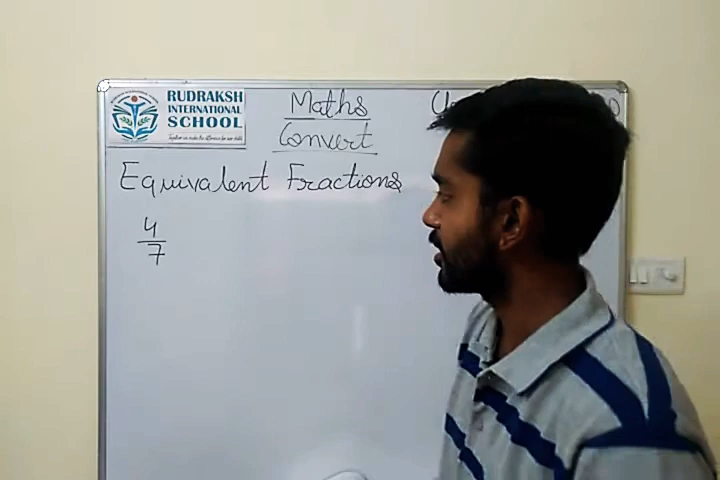 RUDRAKSH
INTERNATIONAL
SCHOOL
Maths
Convert
Equivalent Fractions
4
7